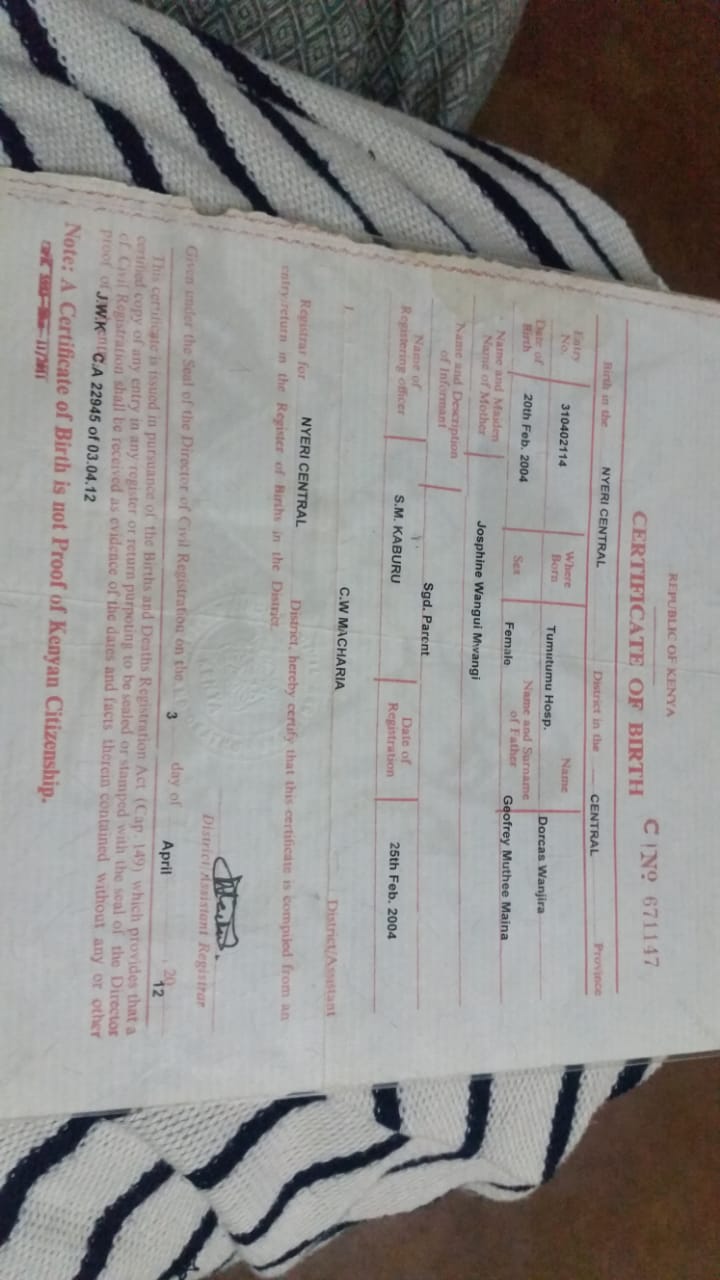 REPUBLIC OF KENYA
CERTIFICATE OF BIRTH C Nº 671147
Birth in the NYERI CENTRAL District in the CENTRAL Province
Entry No. 310402114 Where Born Tumutumu Hosp. Name Dorcas Wanjira
Date of Birth 20th Feb. 2004 Sex Female Name and Surname of Father Geofrey Muthee Maina
Name and Maiden Name of Mother Josphine Wangui Mwangi
Name and Description of Informant Sgd. Parent
Name of Registering officer S.M. KABURU Date of Registration 25th Feb. 2004
I, C.W MACHARIA District/Assistant
Registrar for NYERI CENTRAL District, hereby certify that this certificate is compiled from an
entry/return in the Register of Births in the District.
District/Assistant Registrar
Given under the Seal of the Director of Civil Registration on the 3 day of April, 20 12
This certificate is issued in pursuance of the Births and Deaths Registration Act (Cap. 149) which provides that a
certified copy of any entry in any register or return purpoting to be sealed or stamped with the seal of the Director
of Civil Registration shall be received as evidence of the dates and facts therein contained without any or other
proof of J.W.K C.A 22945 of 03.04.12
Note: A Certificate of Birth is not Proof of Kenyan Citizenship.